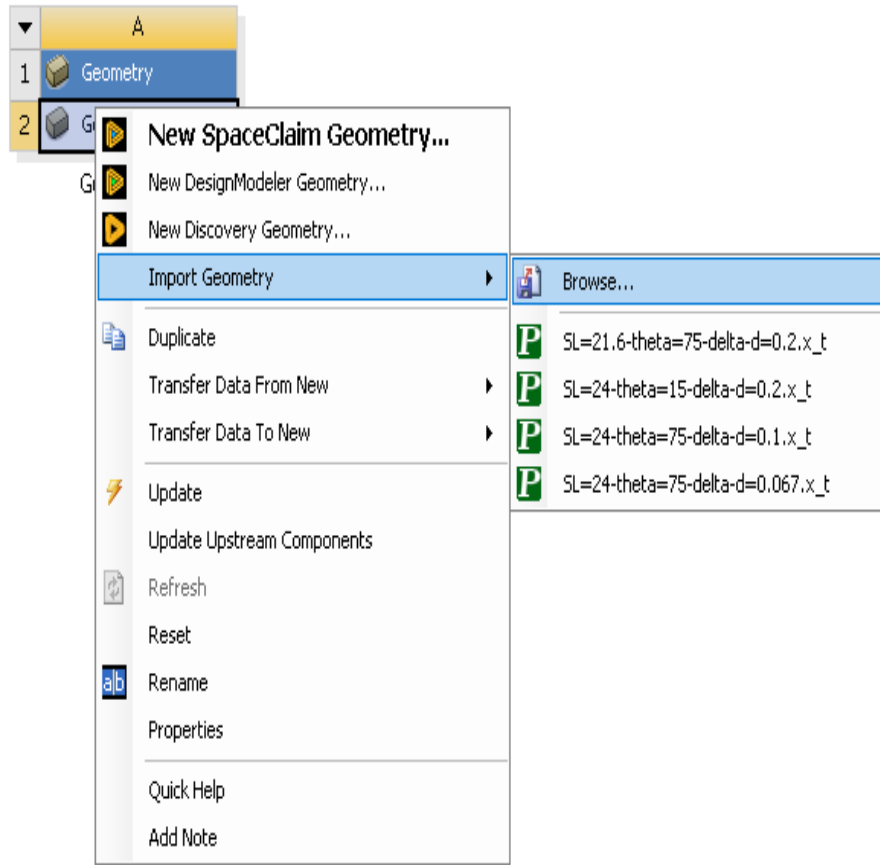 A
1 Geometry
2 G
G
New SpaceClaim Geometry...
New DesignModeler Geometry...
New Discovery Geometry...
Import Geometry
Browse...
SL=21.6-theta=75-delta-d=0.2.x_t
SL=24-theta=15-delta-d=0.2.x_t
SL=24-theta=75-delta-d=0.1.x_t
SL=24-theta=75-delta-d=0.067.x_t
Duplicate
Transfer Data From New
Transfer Data To New
Update
Update Upstream Components
Refresh
Reset
a|b Rename
Properties
Quick Help
Add Note